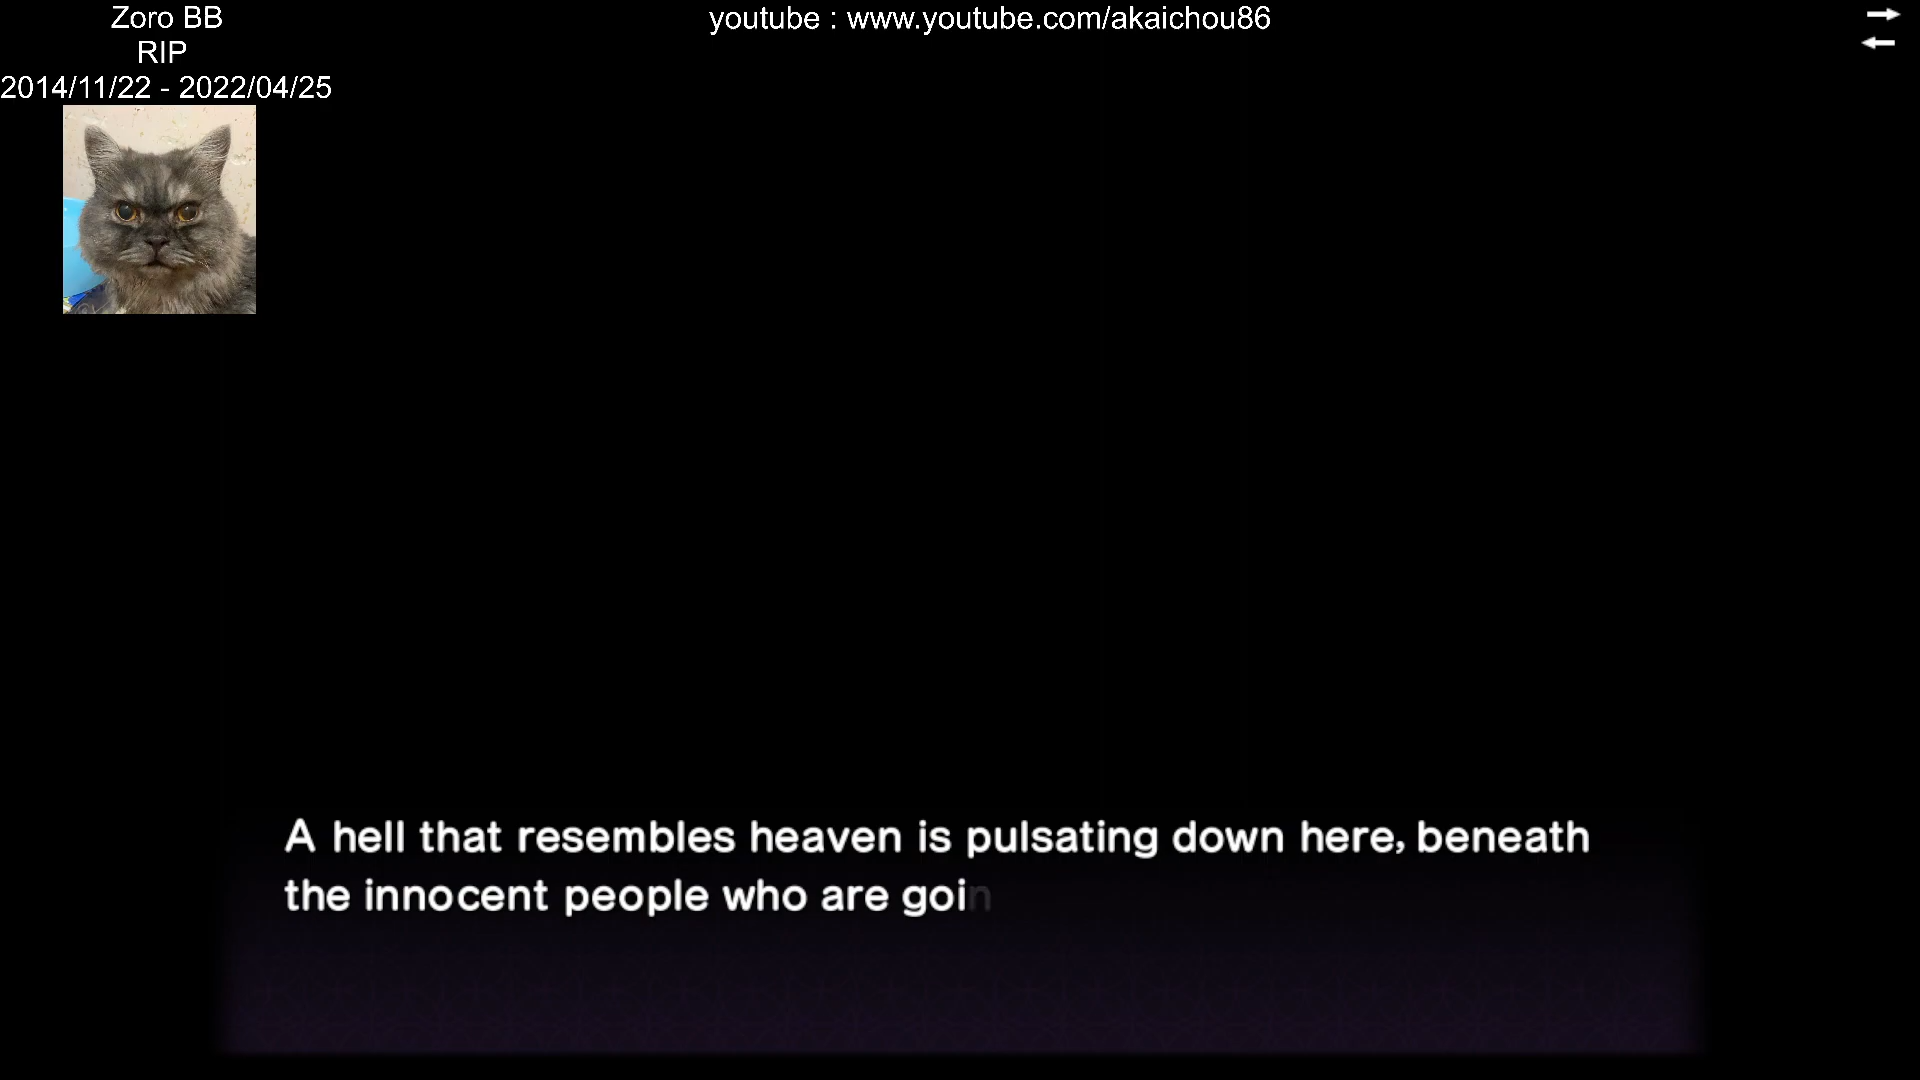 Zoro BB
RIP
2014/11/22 - 2022/04/25
youtube : www.youtube.com/akaichou86
A hell that resembles heaven is pulsating down here, beneath
the innocent people who are goin